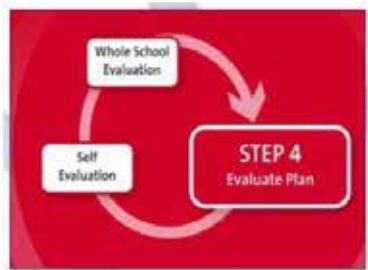 Whole School
Evaluation
Self
Evaluation
STEP 4
Evaluate Plan